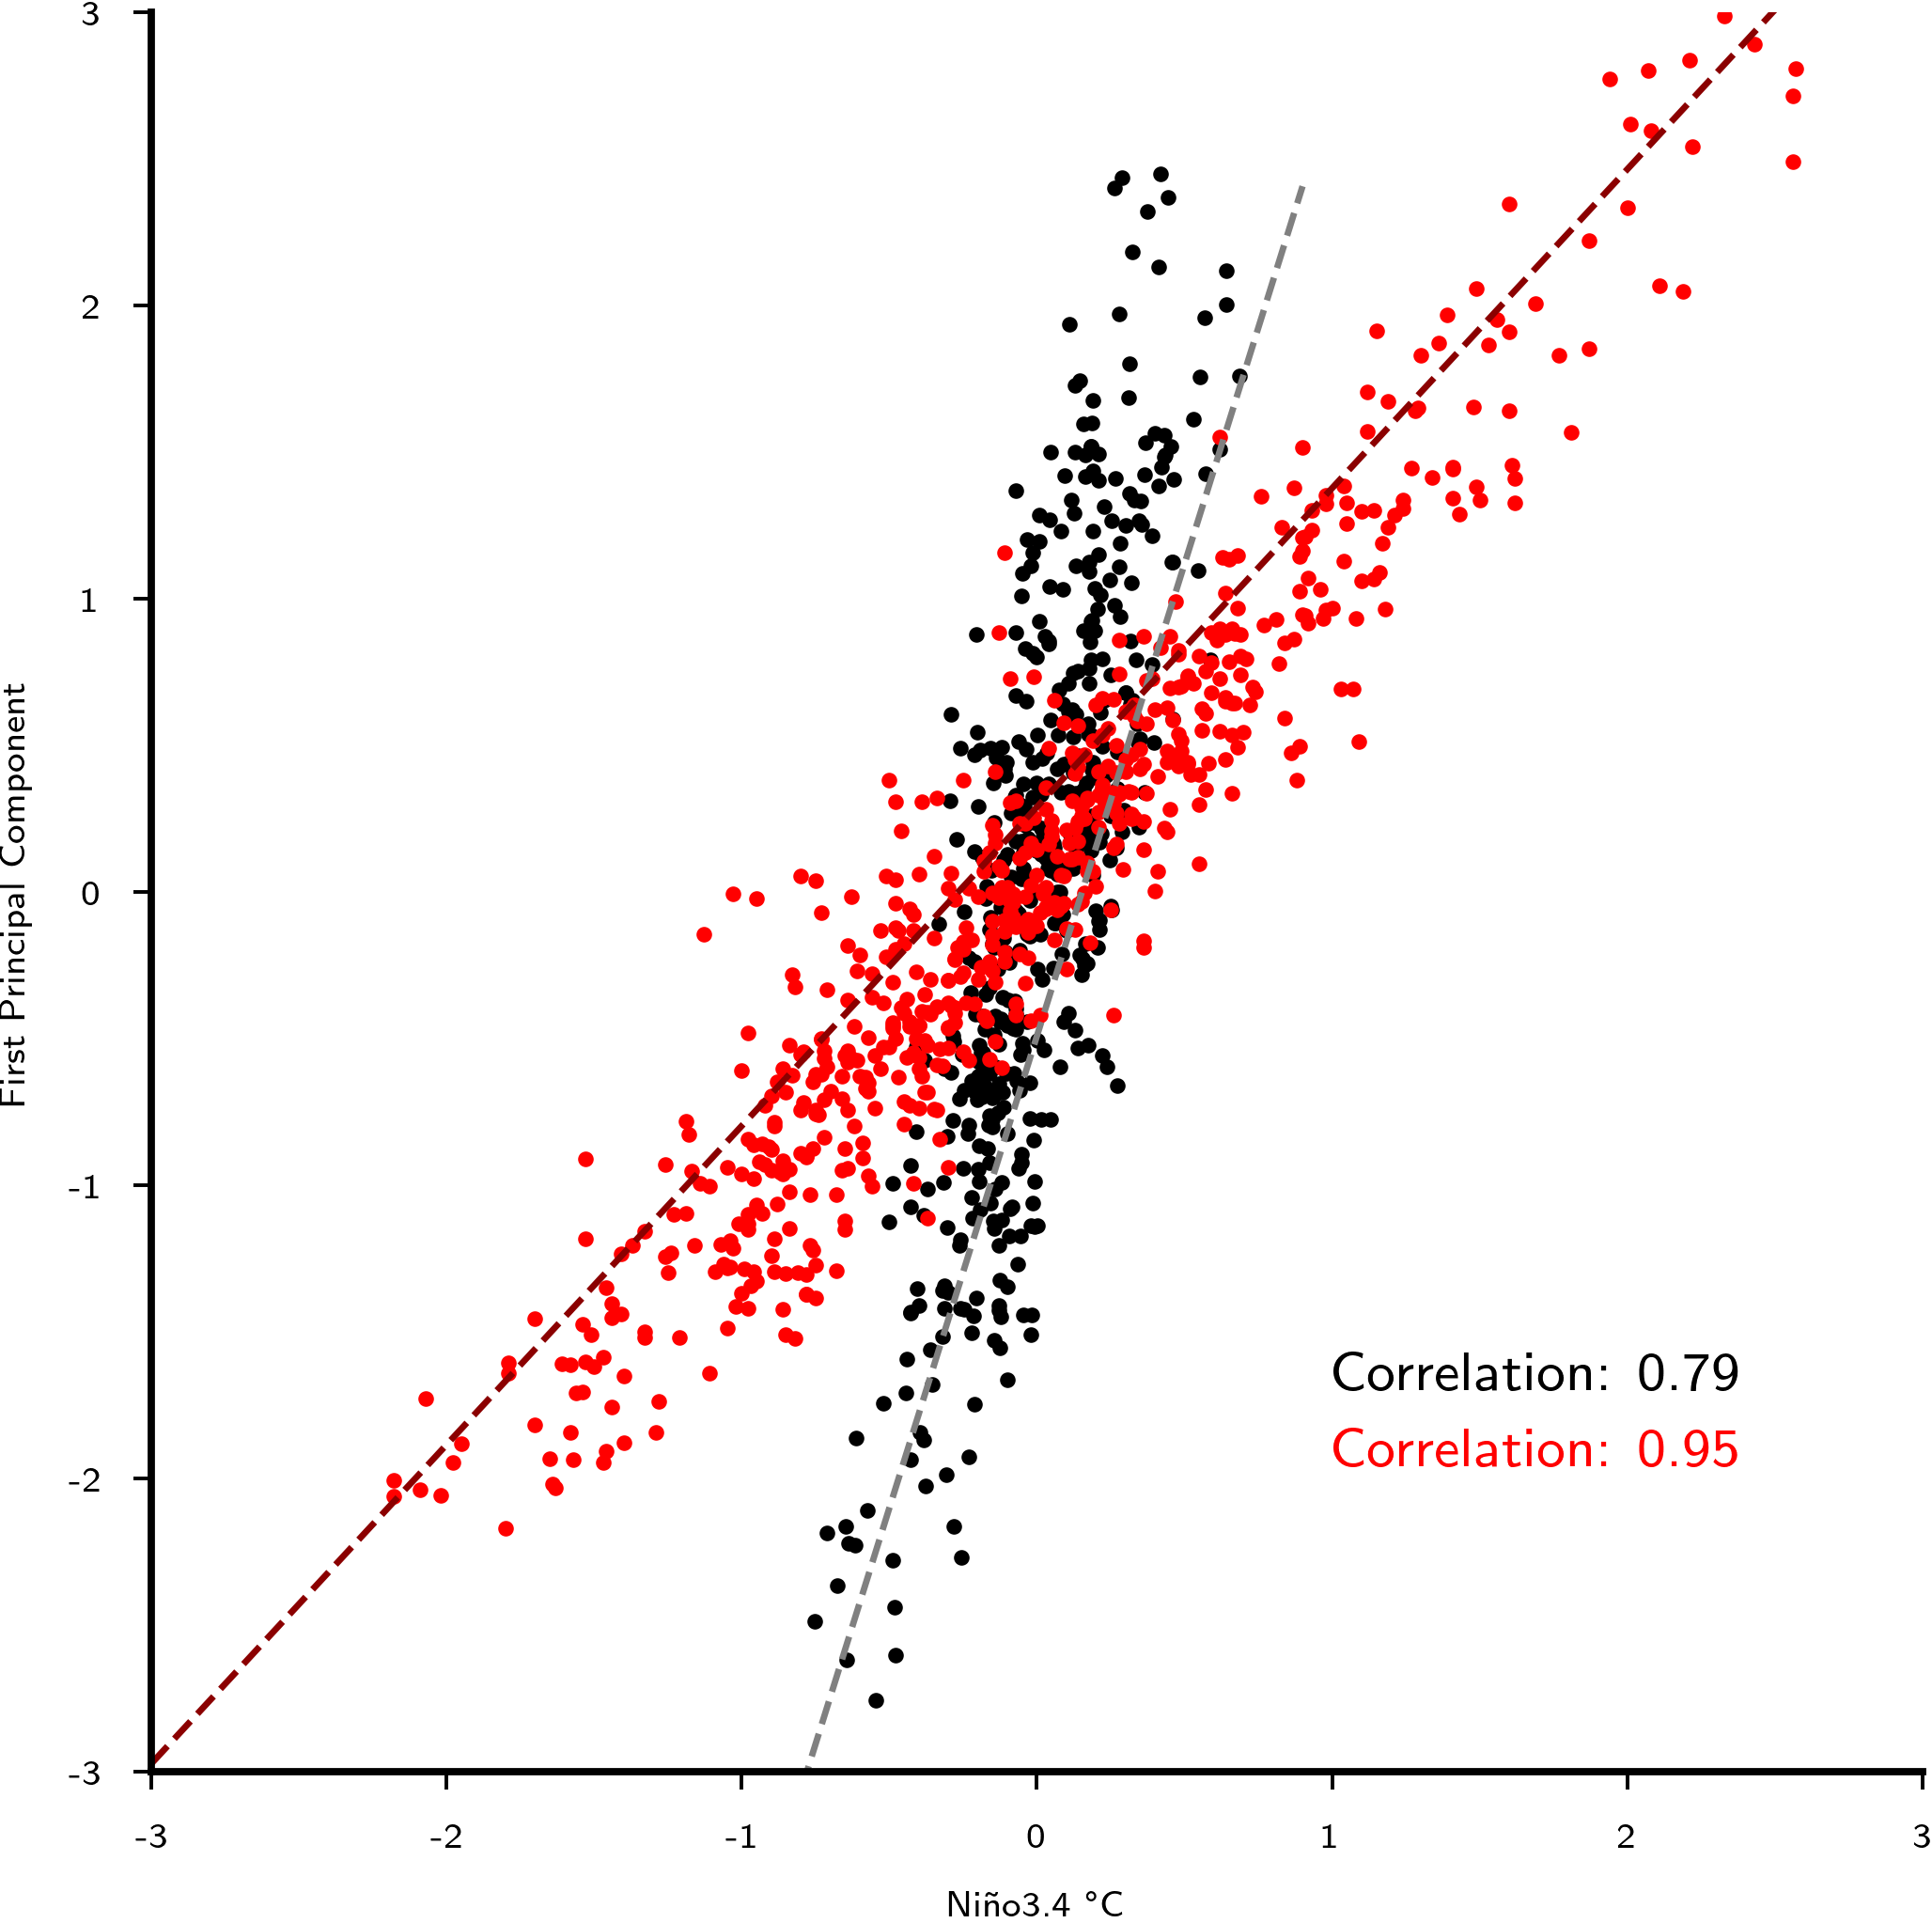 3
2
1
0
-1
-2
-3
First Principal Component
Correlation: 0.79
Correlation: 0.95
-3 -2 -1 0 1 2 3
Niño3.4 °C